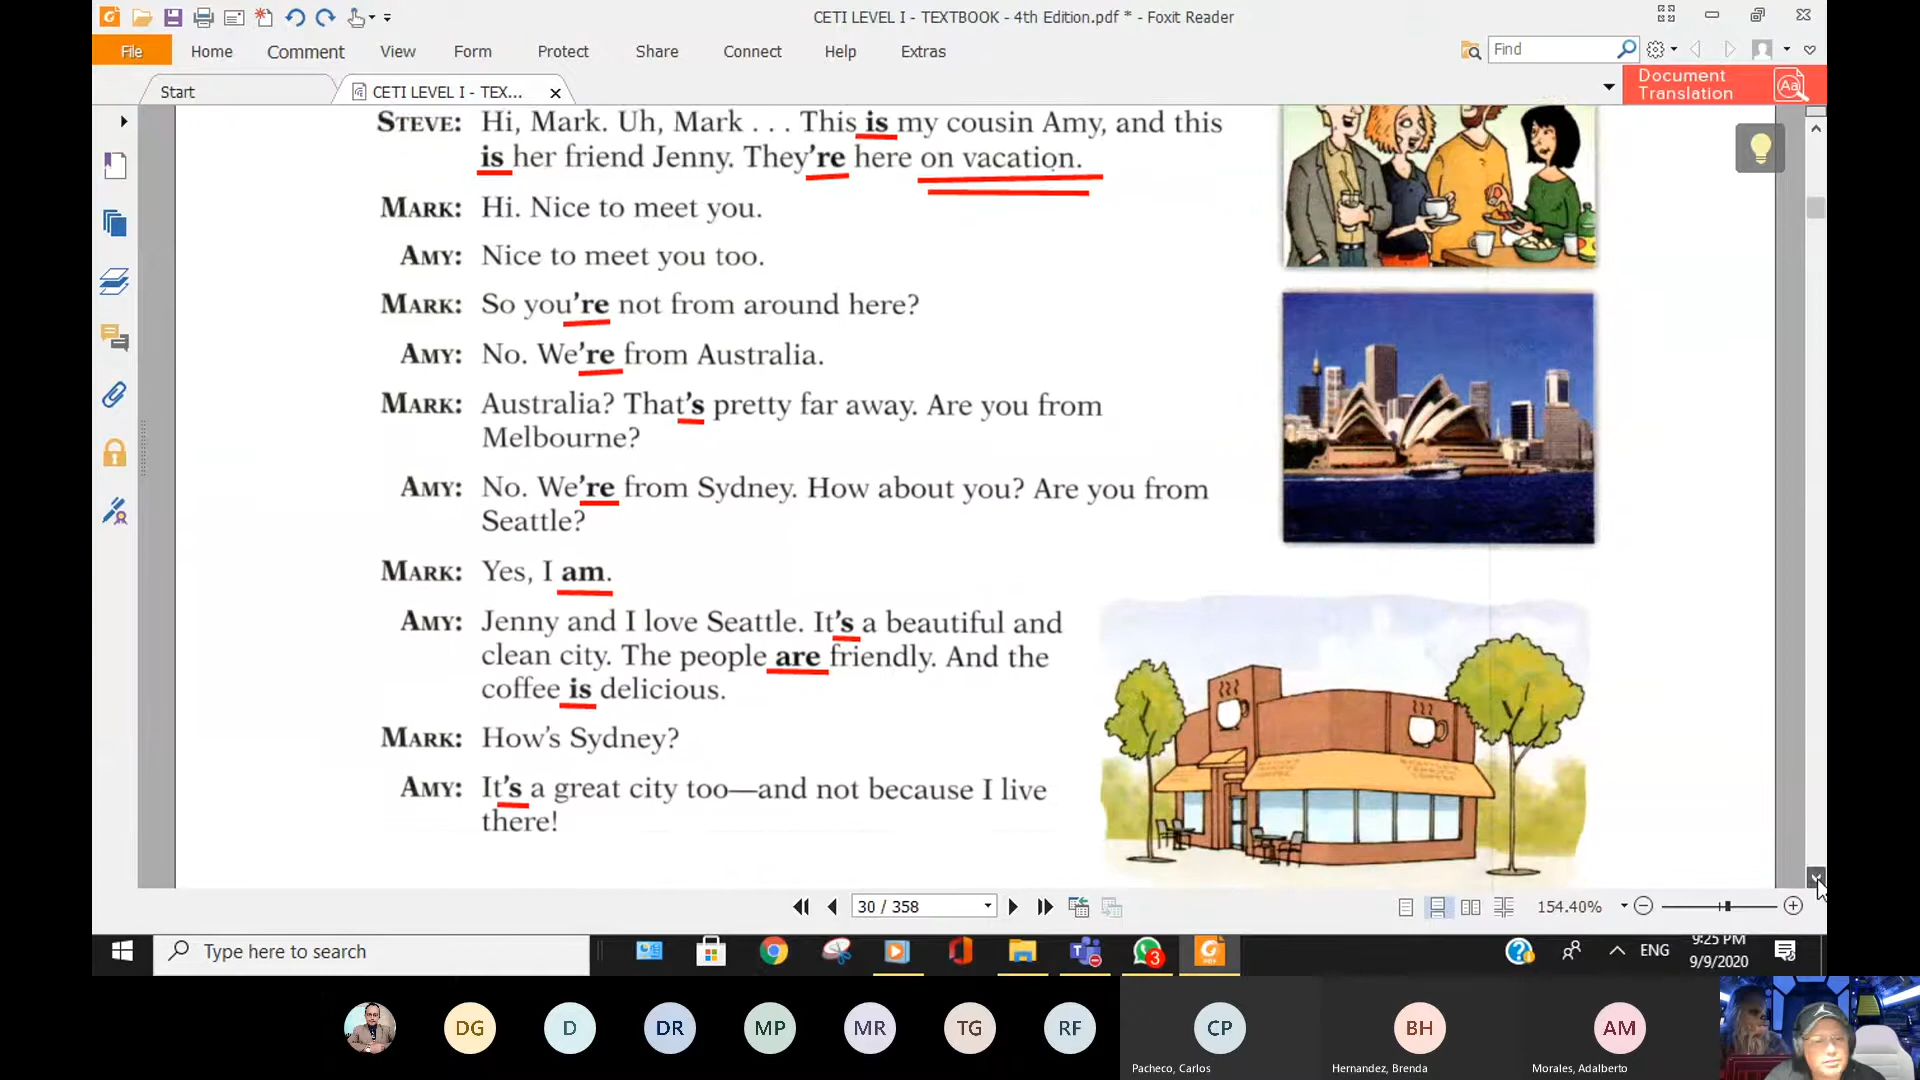 CETI LEVEL I - TEXTBOOK - 4th Edition.pdf * - Foxit Reader
File Home Comment View Form Protect Share Connect Help Extras
Find
Start
CETI LEVEL I - TEX...
Document
Translation
STEVE: Hi, Mark. Uh, Mark . . . This is my cousin Amy, and this
is her friend Jenny. They're here on vacation.
MARK: Hi. Nice to meet you.
AMY: Nice to meet you too.
MARK: So you're not from around here?
AMY: No. We're from Australia.
MARK: Australia? That's pretty far away. Are you from
Melbourne?
AMY: No. We're from Sydney. How about you? Are you from
Seattle?
MARK: Yes, I am.
AMY: Jenny and I love Seattle. It's a beautiful and
clean city. The people are friendly. And the
coffee is delicious.
MARK: How's Sydney?
AMY: It's a great city too—and not because I live
there!
30 / 358
154.40%
Type here to search
3
ENG
9:25 PM
9/9/2020
DG
D
DR
MP
MR
TG
RF
CP
Pacheco, Carlos
BH
Hernandez, Brenda
AM
Morales, Adalberto